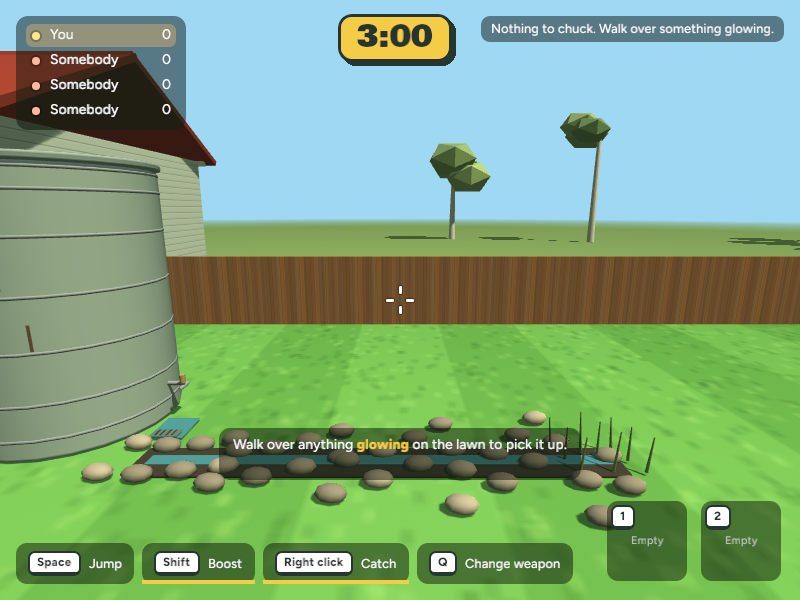 You 0
Somebody 0
Somebody 0
Somebody 0
3:00
Nothing to chuck. Walk over something glowing.
Walk over anything glowing on the lawn to pick it up.
Space Jump
Shift Boost
Right click Catch
Q Change weapon
1
Empty
2
Empty